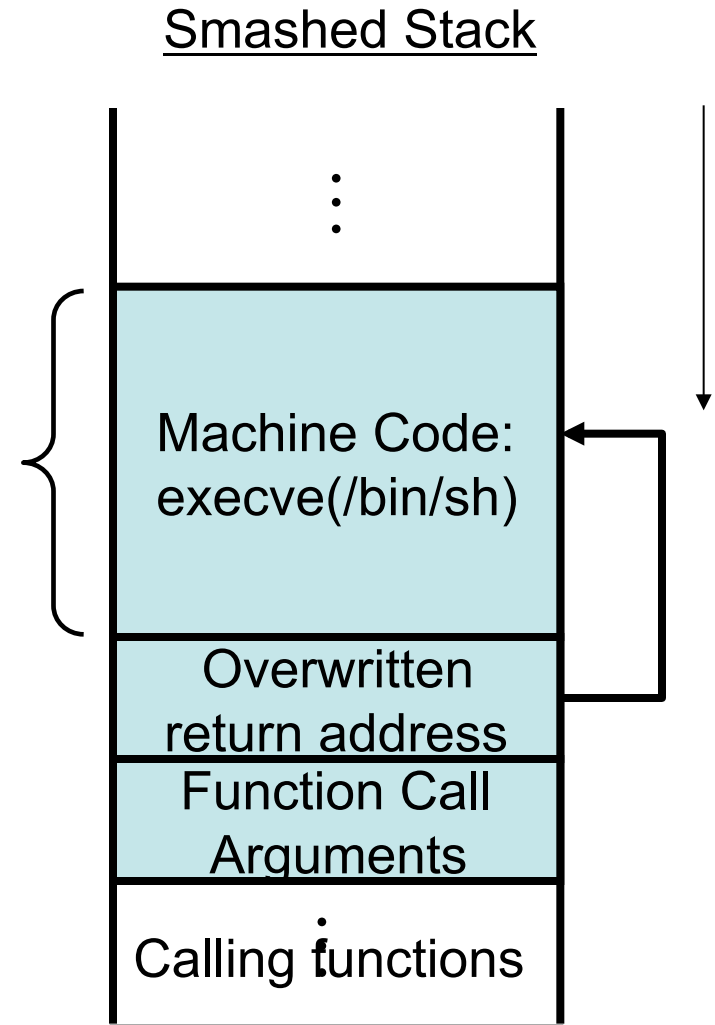 Smashed Stack
⋮
Machine Code:
execve(/bin/sh)
Overwritten
return address
Function Call
Arguments
⋮
Calling functions